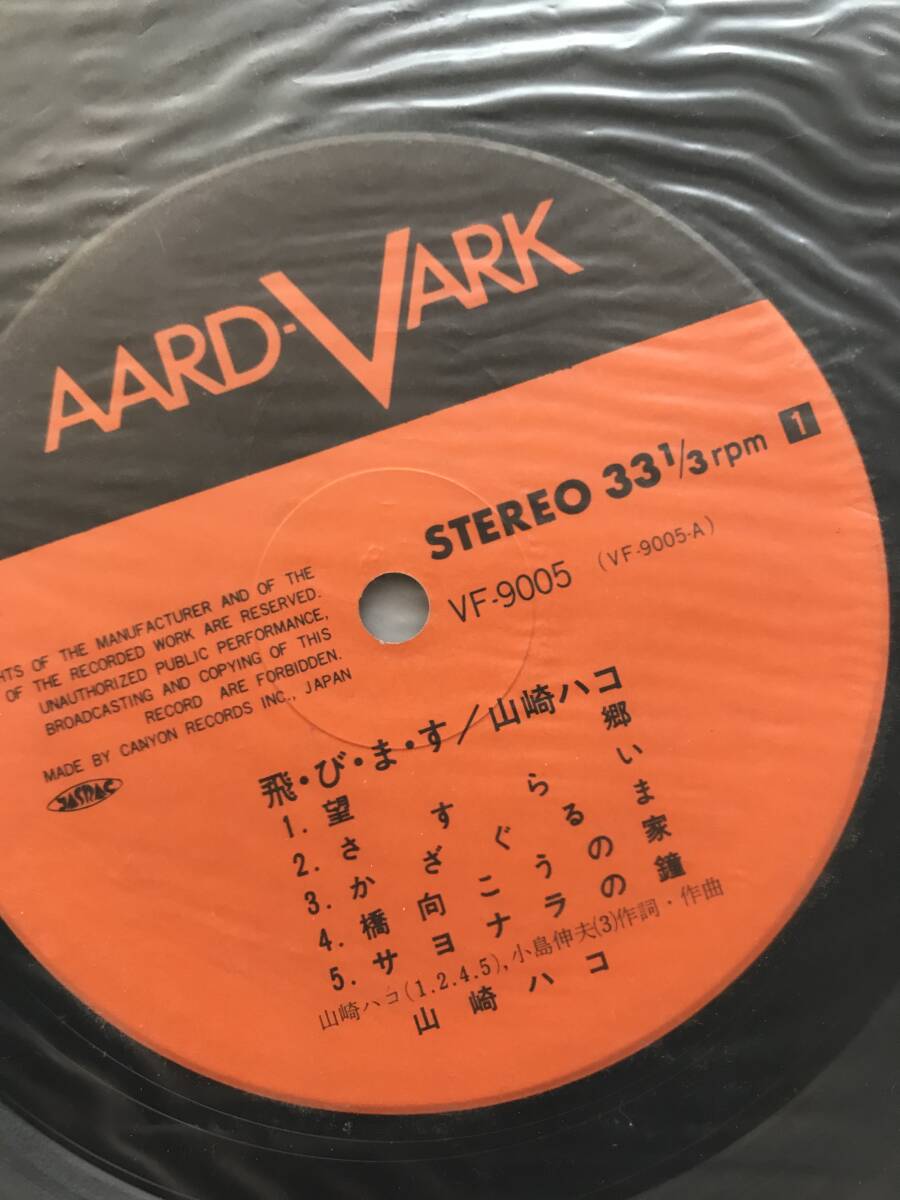 AARD-VARK
STEREO 33 1/3 rpm 1
VF-9005 (VF-9005-A)
HTS OF THE MANUFACTURER AND OF THE
OF THE RECORDED WORK ARE RESERVED.
UNAUTHORIZED PUBLIC PERFORMANCE,
BROADCASTING AND COPYING OF THIS
RECORD ARE FORBIDDEN.
MADE BY CANYON RECORDS INC., JAPAN
JASRAC
飛・び・ま・す／山崎ハコ
1. 望郷
2. さすらい
3. かざぐるま
4. 橋向こうの家
5. サヨナラの鐘
山崎ハコ(1.2.4.5),小島伸夫(3)作詞・作曲
山崎ハコ